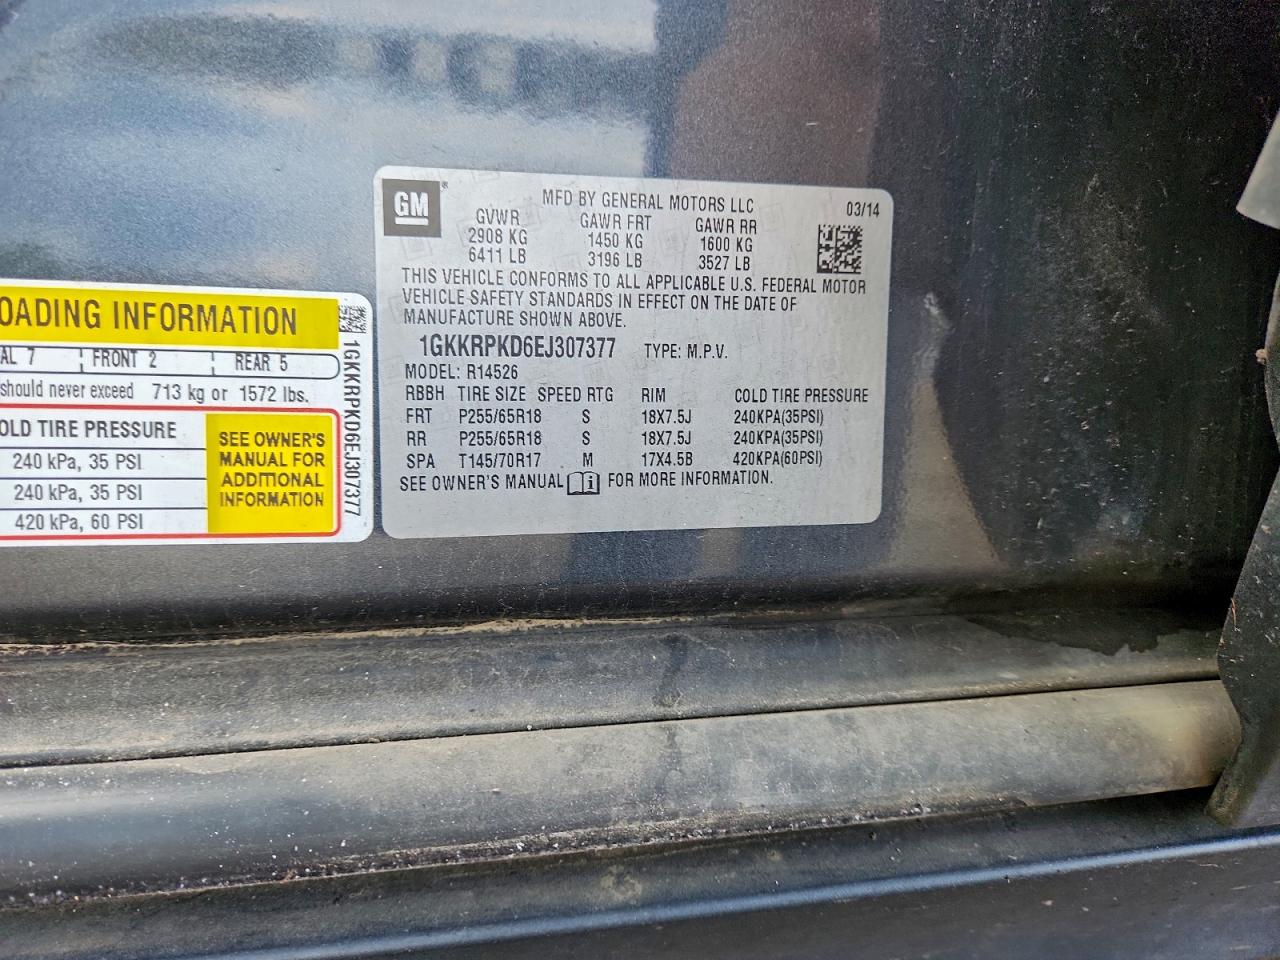 OADING INFORMATION
AL 7 FRONT 2 REAR 5
should never exceed 713 kg or 1572 lbs.
OLD TIRE PRESSURE
240 kPa, 35 PSI
240 kPa, 35 PSI
420 kPa, 60 PSI
SEE OWNER'S
MANUAL FOR
ADDITIONAL
INFORMATION
1GKKRPKD6EJ307377
GM
MFD BY GENERAL MOTORS LLC
03/14
GVWR GAWR FRT GAWR RR
2908 KG 1450 KG 1600 KG
6411 LB 3196 LB 3527 LB
THIS VEHICLE CONFORMS TO ALL APPLICABLE U.S. FEDERAL MOTOR
VEHICLE SAFETY STANDARDS IN EFFECT ON THE DATE OF
MANUFACTURE SHOWN ABOVE.
1GKKRPKD6EJ307377 TYPE: M.P.V.
MODEL: R14526
RBBH TIRE SIZE SPEED RTG RIM COLD TIRE PRESSURE
FRT P255/65R18 S 18X7.5J 240KPA(35PSI)
RR P255/65R18 S 18X7.5J 240KPA(35PSI)
SPA T145/70R17 M 17X4.5B 420KPA(60PSI)
SEE OWNER'S MANUAL FOR MORE INFORMATION.